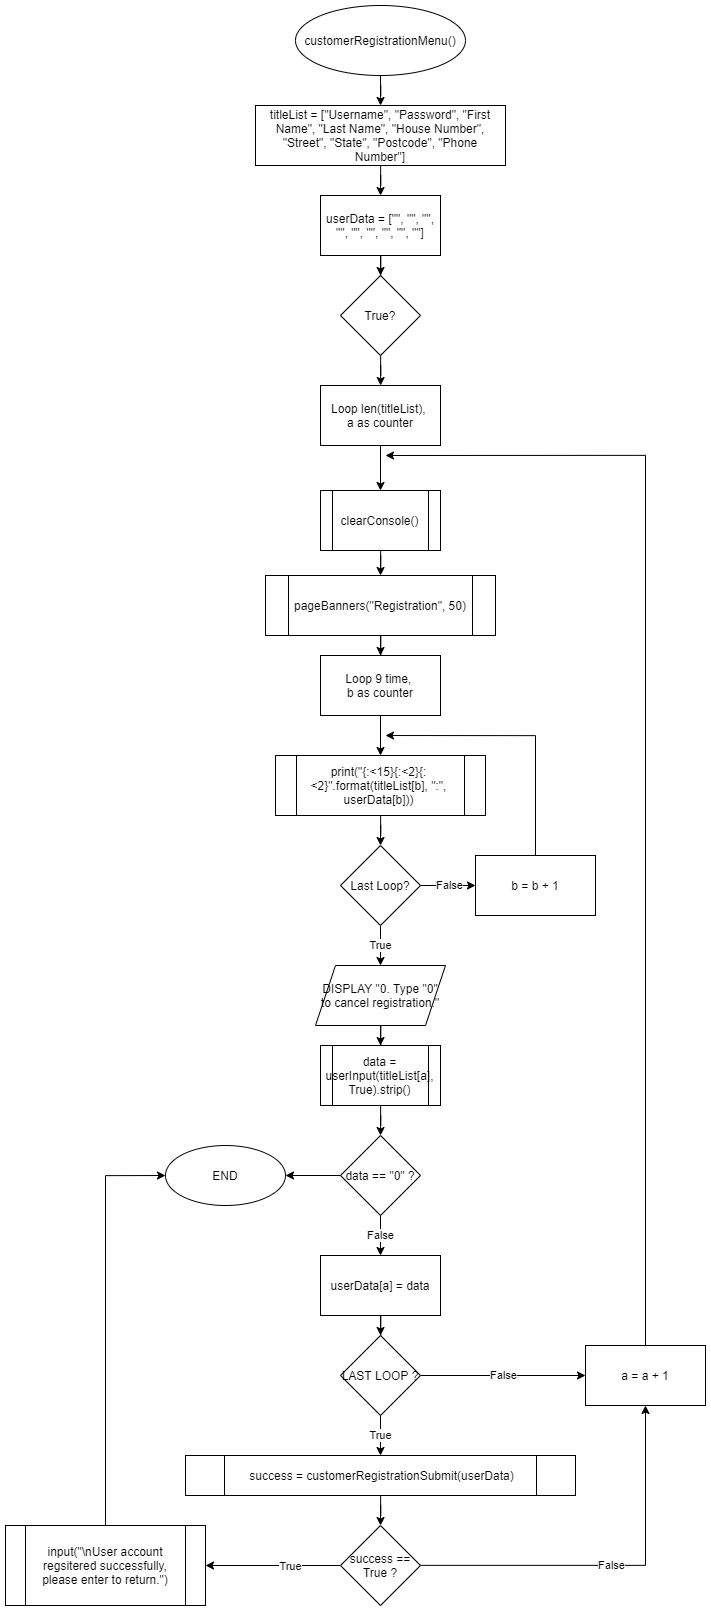 customerRegistrationMenu()
titleList = ["Username", "Password", "First
Name", "Last Name", "House Number",
"Street", "State", "Postcode", "Phone
Number"]
userData = ["", "", "",
"", "", "", "", "", ""]
True?
Loop len(titleList),
a as counter
clearConsole()
pageBanners("Registration", 50)
Loop 9 time,
b as counter
print("{:<15}{:<2}{:
<2}".format(titleList[b], ":",
userData[b]))
Last Loop?
False
b = b + 1
True
DISPLAY "0. Type "0"
to cancel registration."
data =
userInput(titleList[a],
True).strip()
END
data == "0" ?
False
userData[a] = data
LAST LOOP ?
False
a = a + 1
True
success = customerRegistrationSubmit(userData)
input("\nUser account
regsitered successfully,
please enter to return.")
True
success ==
True ?
False